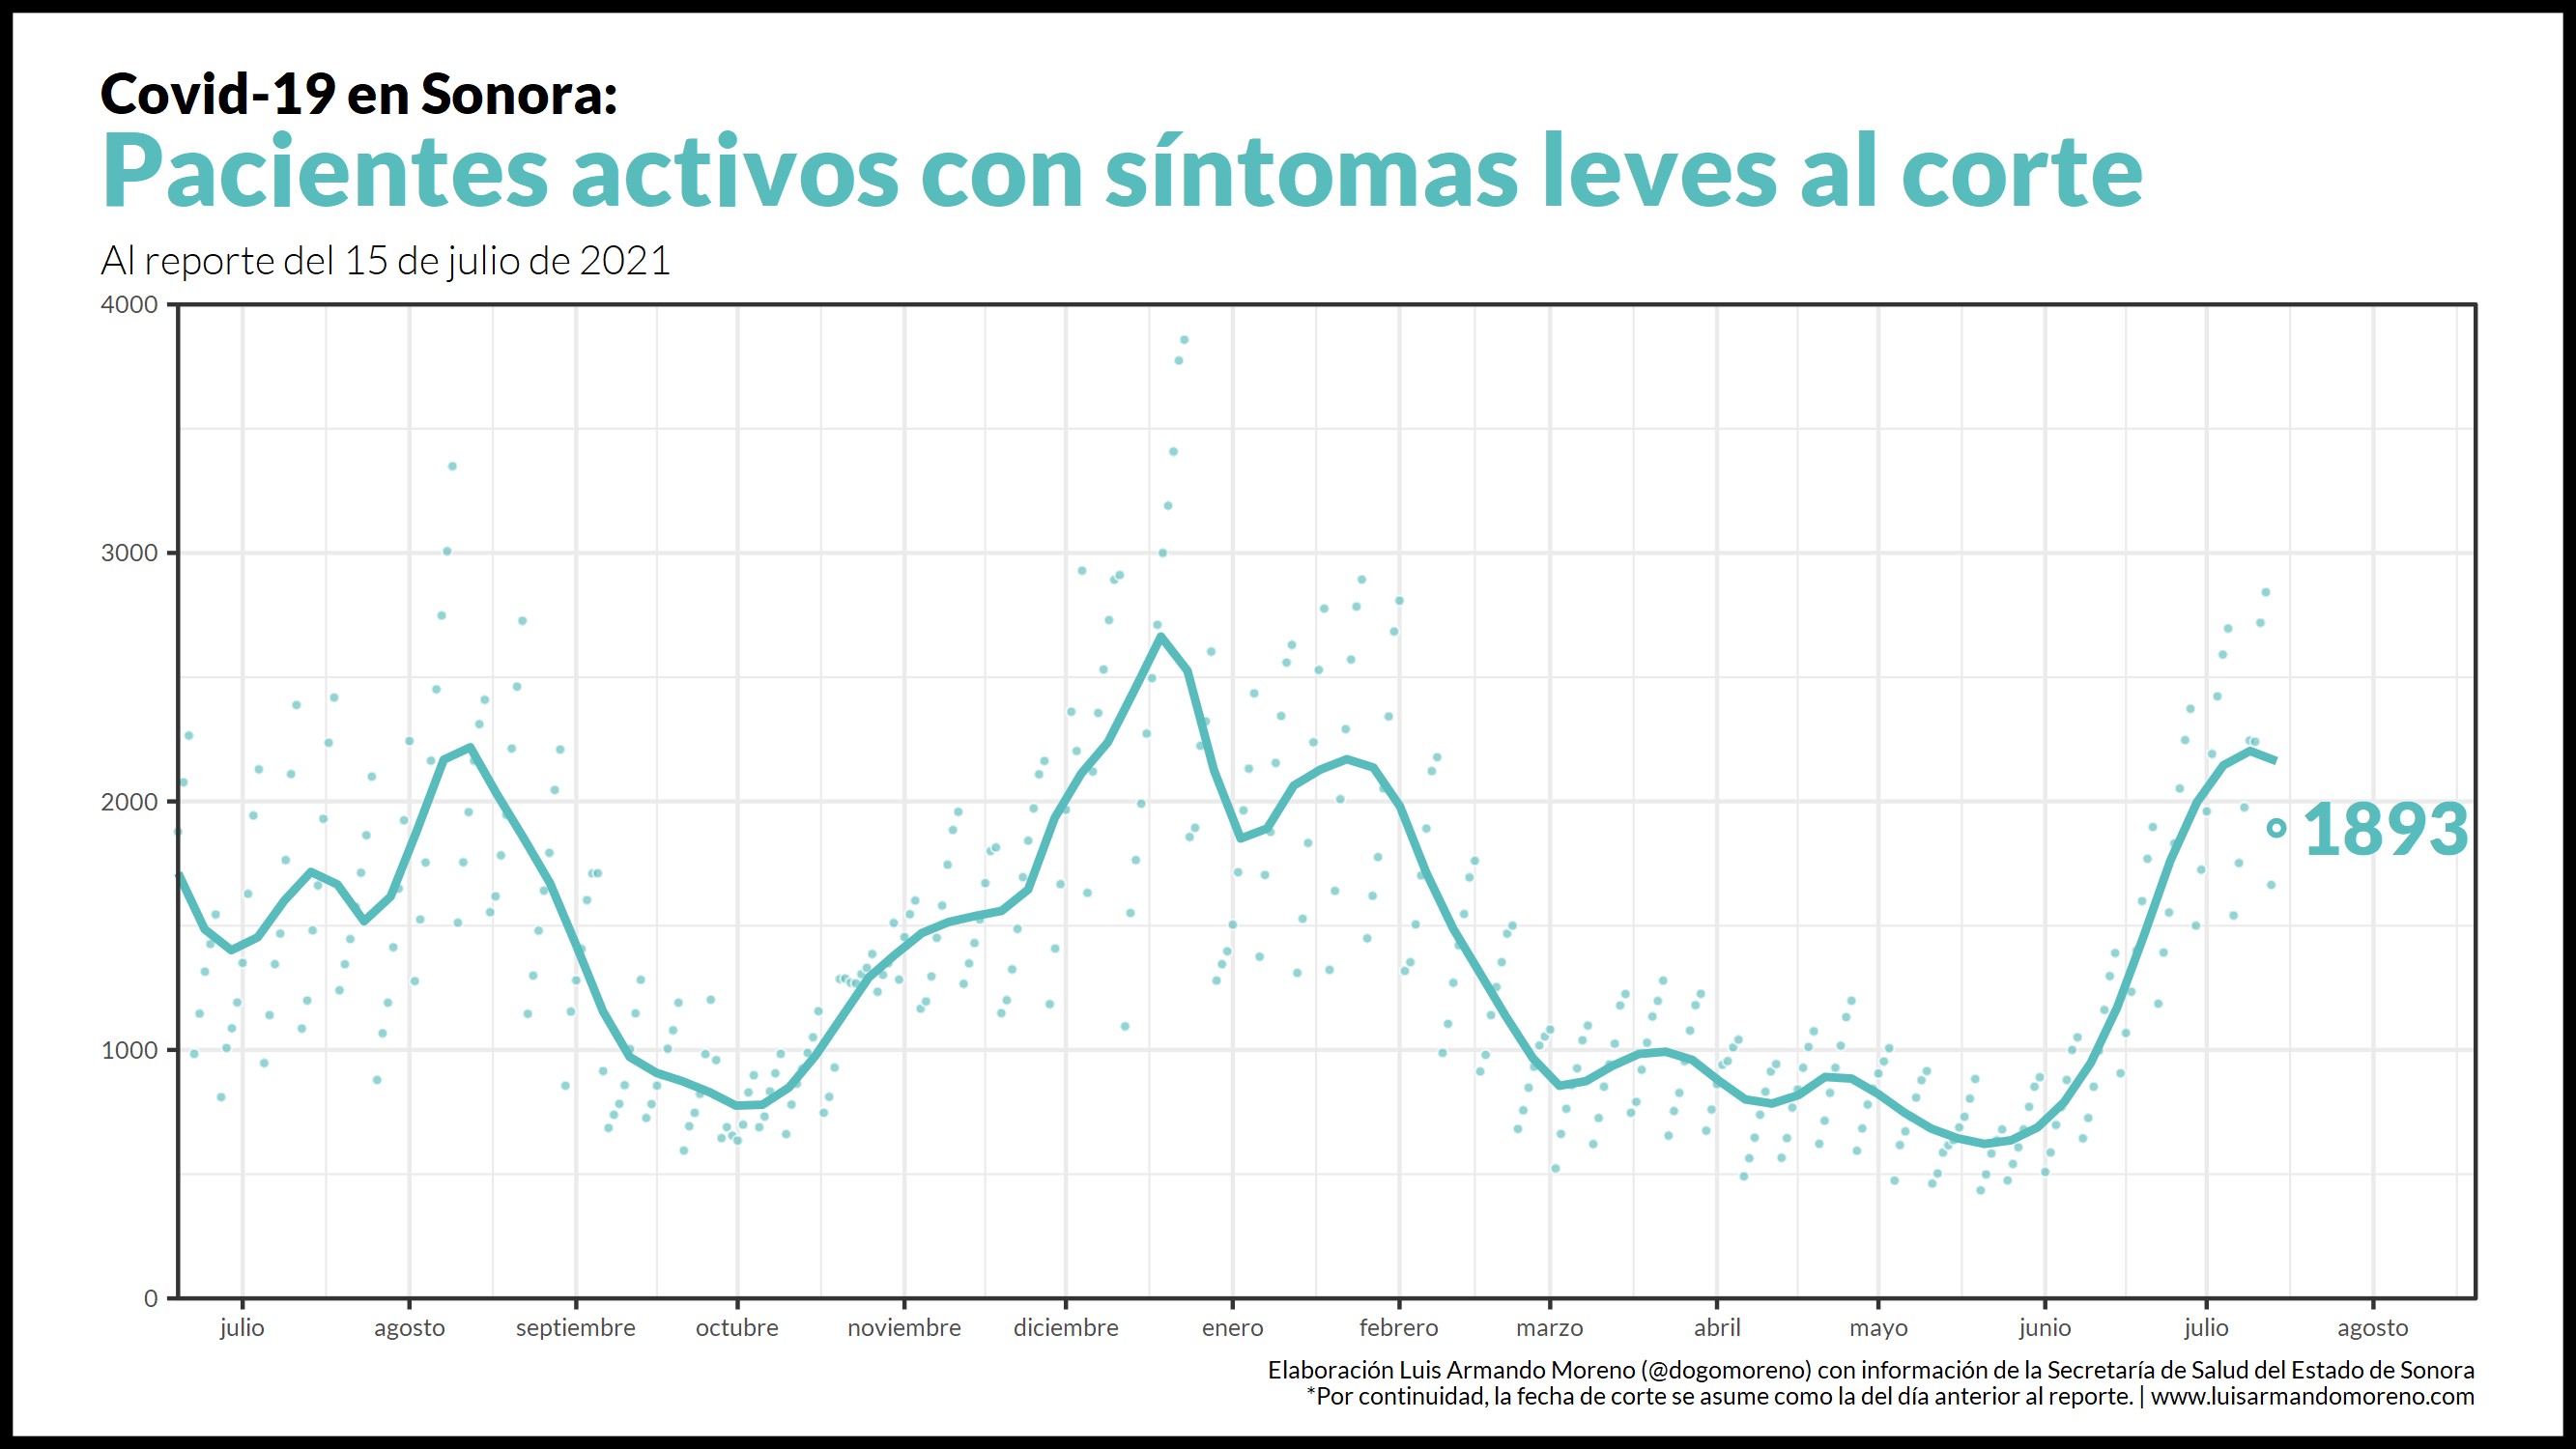 Covid-19 en Sonora:
Pacientes activos con síntomas leves al corte
Al reporte del 15 de julio de 2021
4000
3000
2000
1000
0
1893
julio agosto septiembre octubre noviembre diciembre enero febrero marzo abril mayo junio julio agosto
Elaboración Luis Armando Moreno (@dogomoreno) con información de la Secretaría de Salud del Estado de Sonora
*Por continuidad, la fecha de corte se asume como la del día anterior al reporte. | www.luisarmandomoreno.com